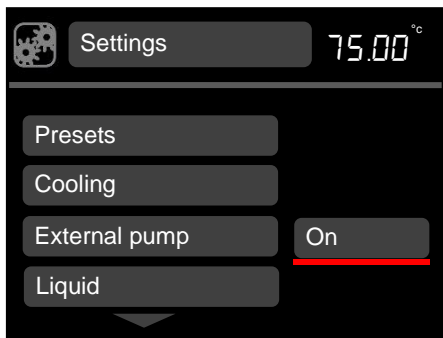 Settings 75.00 °c
Presets
Cooling
External pump On
Liquid